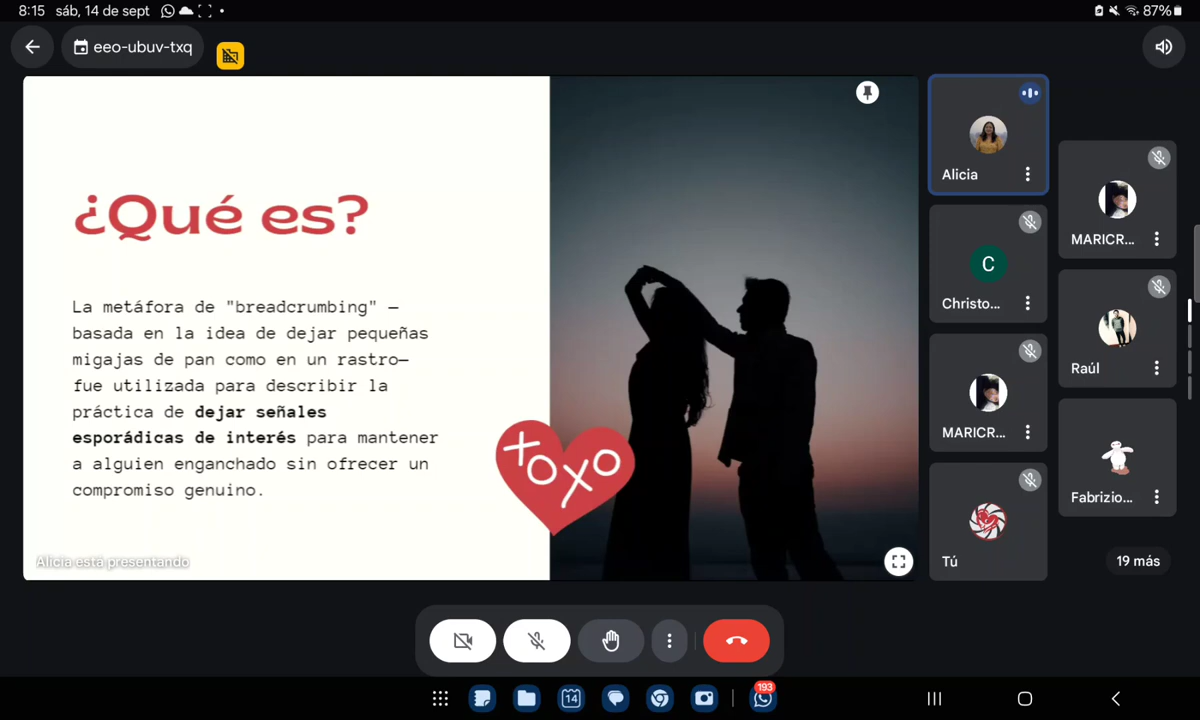 8:15 sáb, 14 de sept
87%
eeo-ubuv-txq
¿Qué es?
La metáfora de "breadcrumbing" —
basada en la idea de dejar pequeñas
migajas de pan como en un rastro—
fue utilizada para describir la
práctica de dejar señales
esporádicas de interés para mantener
a alguien enganchado sin ofrecer un
compromiso genuino.
XOXO
Alicia está presentando
Alicia
C
Christo...
MARICR...
Tú
MARICR...
Raúl
Fabrizio...
19 más
14
193